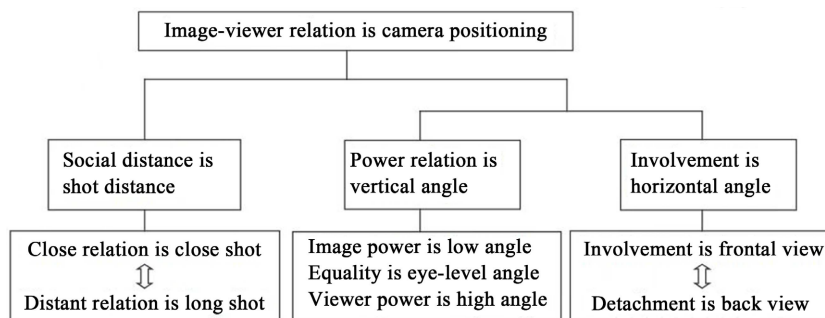 Image-viewer relation is camera positioning
Social distance is
shot distance
Power relation is
vertical angle
Involvement is
horizontal angle
Close relation is close shot
Distant relation is long shot
Image power is low angle
Equality is eye-level angle
Viewer power is high angle
Involvement is frontal view
Detachment is back view